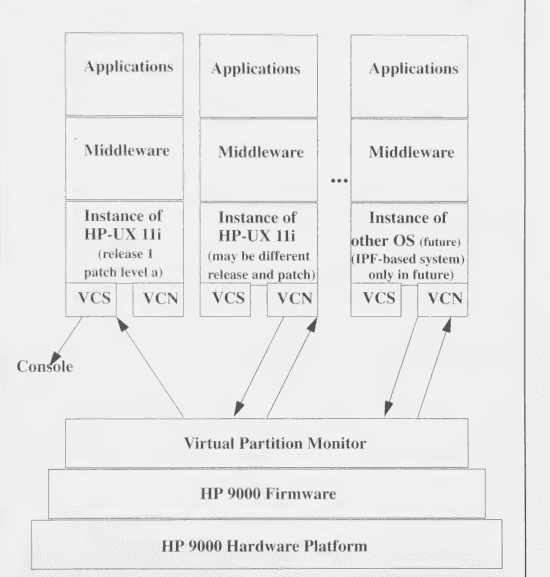 Applications
Middleware
Instance of
HP-UX 11i
(release 1
patch level a)
VCS
VCN
Applications
Middleware
Instance of
HP-UX 11i
(may be different
release and patch)
VCS
VCN
...
Applications
Middleware
Instance of
other OS (future)
(IPF-based system)
only in future)
VCS
VCN
Console
Virtual Partition Monitor
HP 9000 Firmware
HP 9000 Hardware Platform